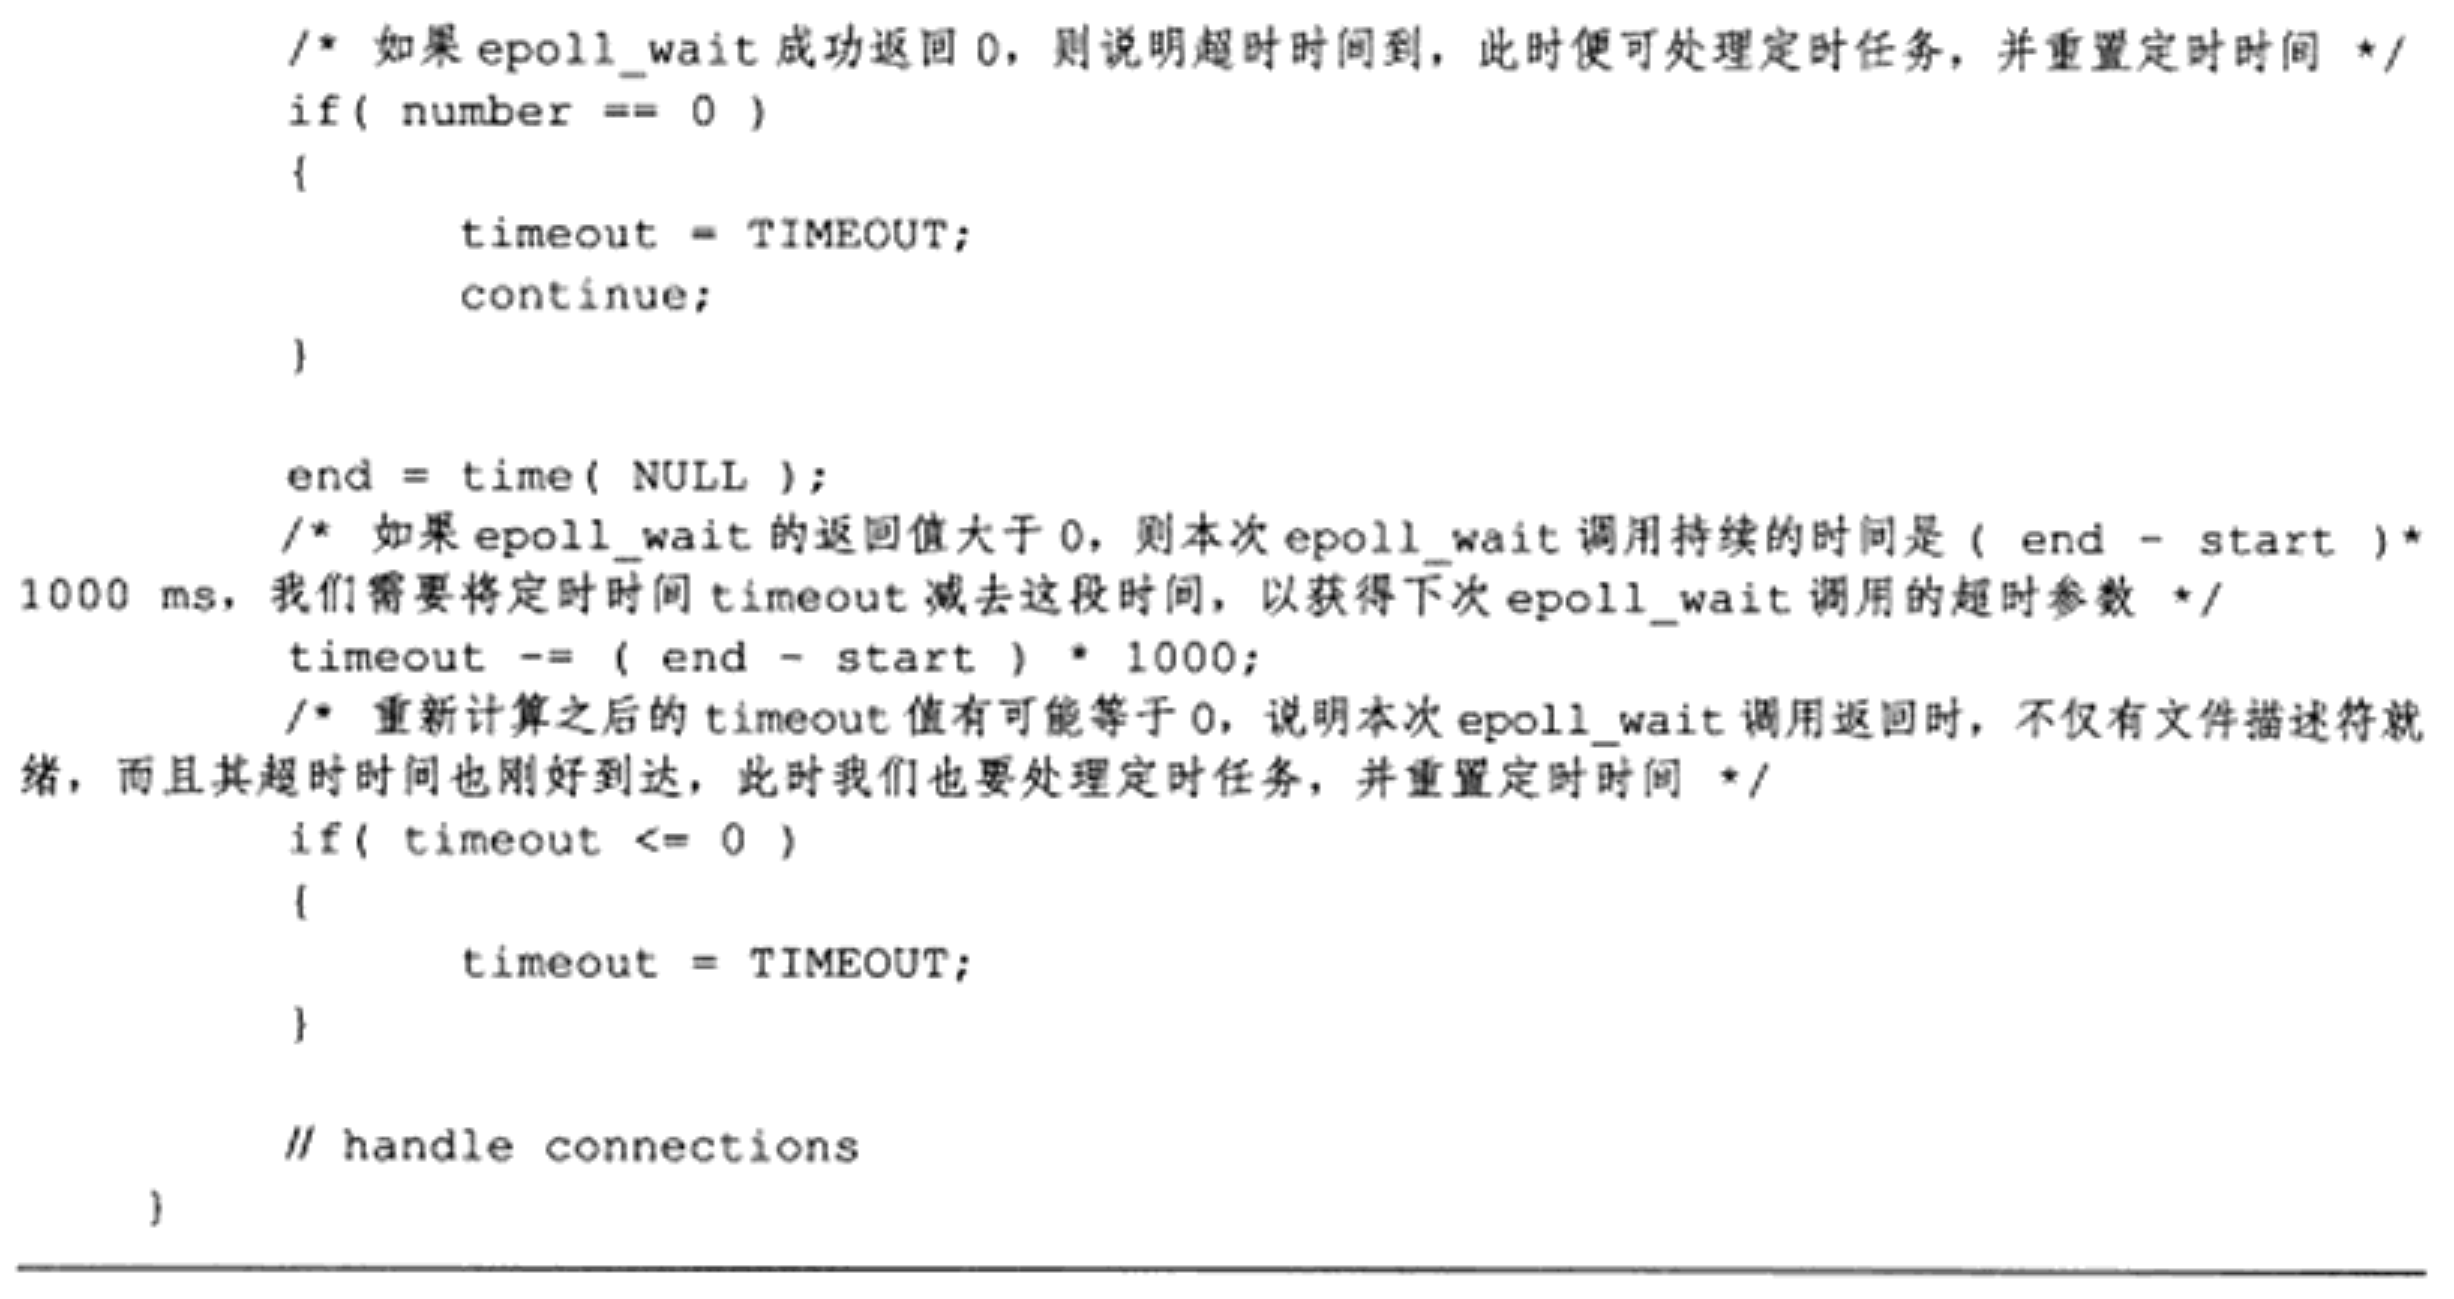 /* 如果 epoll_wait 成功返回 0，则说明超时时间到，此时便可处理定时任务，并重置定时时间 */
if( number == 0 )
{
timeout = TIMEOUT;
continue;
}
end = time( NULL );
/* 如果 epoll_wait 的返回值大于 0，则本次 epoll_wait 调用持续的时间是 ( end - start )*
1000 ms，我们需要将定时时间 timeout 减去这段时间，以获得下次 epoll_wait 调用的超时参数 */
timeout -= ( end - start ) * 1000;
/* 重新计算之后的 timeout 值有可能等于 0，说明本次 epoll_wait 调用返回时，不仅有文件描述符就
绪，而且其超时时间也刚好到达，此时我们也要处理定时任务，并重置定时时间 */
if( timeout <= 0 )
{
timeout = TIMEOUT;
}
// handle connections
}